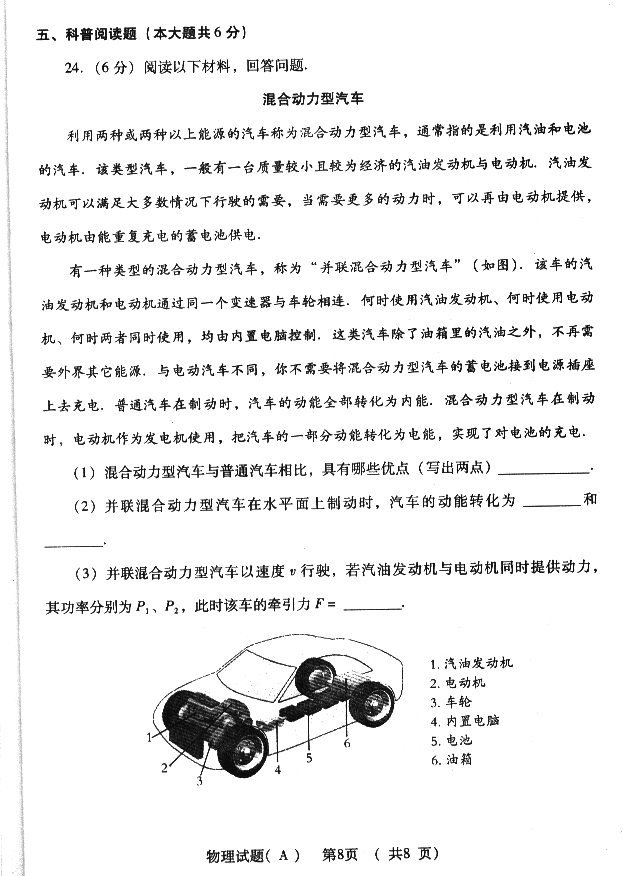 五、科普阅读题（本大题共6分）
24.（6分）阅读以下材料，回答问题.
混合动力型汽车
利用两种或两种以上能源的汽车称为混合动力型汽车，通常指的是利用汽油和电池
的汽车．该类型汽车，一般有一台质量较小且较为经济的汽油发动机与电动机．汽油发
动机可以满足大多数情况下行驶的需要，当需要更多的动力时，可以再由电动机提供，
电动机由能重复充电的蓄电池供电．
有一种类型的混合动力型汽车，称为“并联混合动力型汽车”（如图）．该车的汽
油发动机和电动机通过同一个变速器与车轮相连．何时使用汽油发动机、何时使用电动
机、何时两者同时使用，均由内置电脑控制．这类汽车除了油箱里的汽油之外，不再需
要外界其它能源．与电动汽车不同，你不需要将混合动力型汽车的蓄电池接到电源插座
上去充电．普通汽车在制动时，汽车的动能全部转化为内能．混合动力型汽车在制动
时，电动机作为发电机使用，把汽车的一部分动能转化为电能，实现了对电池的充电．
（1）混合动力型汽车与普通汽车相比，具有哪些优点（写出两点）____________．
（2）并联混合动力型汽车在水平面上制动时，汽车的动能转化为 ________和
________．
（3）并联混合动力型汽车以速度 v 行驶，若汽油发动机与电动机同时提供动力，
其功率分别为 P₁、P₂，此时该车的牵引力 F = ________．
1
2
3
4
5
6
1. 汽油发动机
2. 电动机
3. 车轮
4. 内置电脑
5. 电池
6. 油箱
物理试题( A ) 第8页 （ 共8 页）